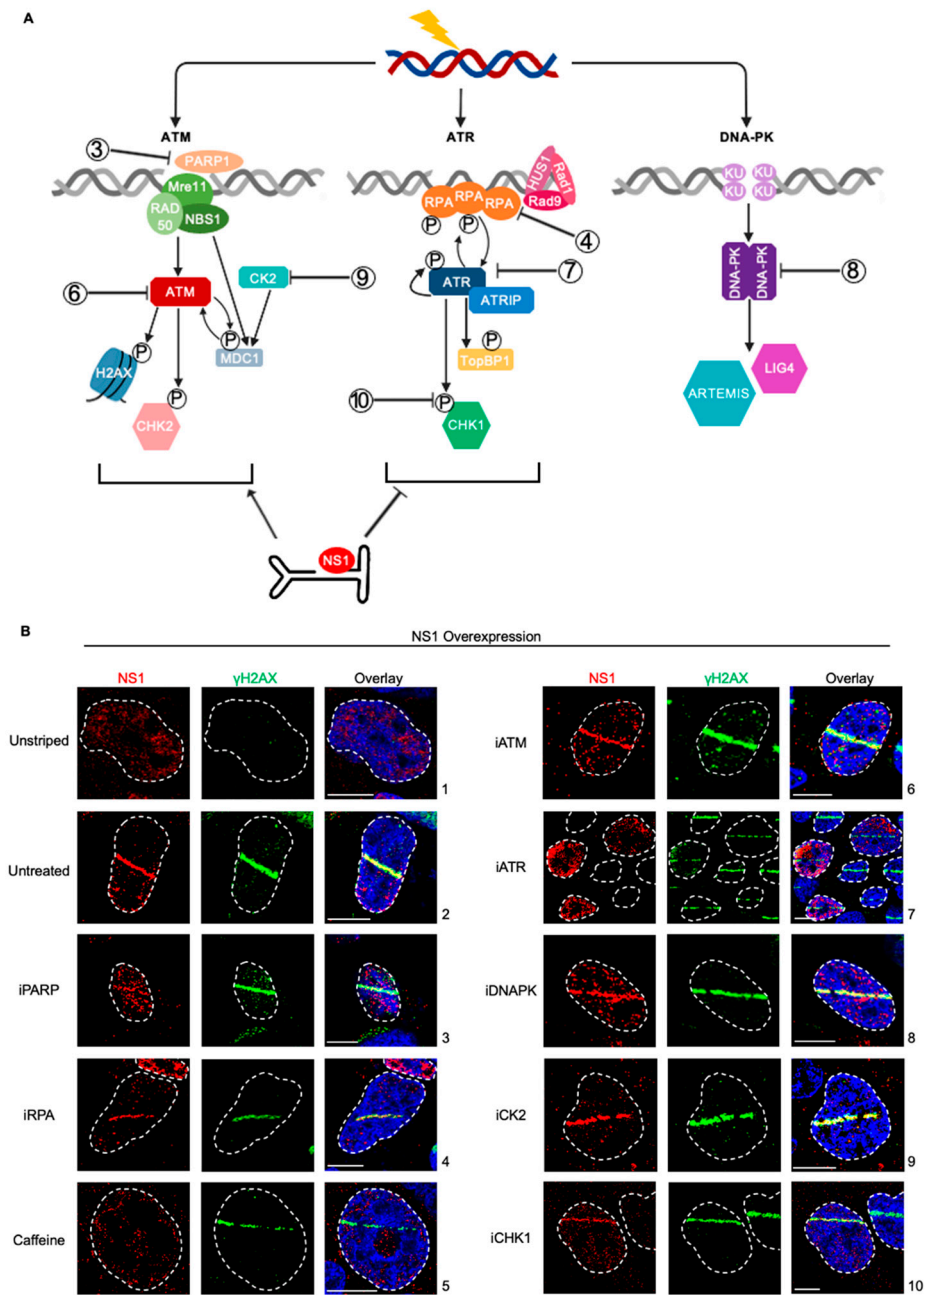 A
ATM
ATR
DNA-PK
③
PARP1
HUS1
Rad1
Rad9
KU KU
KU KU
Mre11
RAD
50
NBS1
RPA
RPA
RPA
P
P
④
⑥
ATM
CK2
⑨
P
ATR
ATRIP
⑦
DNA-PK
DNA-PK
⑧
P
P
MDC1
H2AX
P
TopBP1
P
CHK2
⑩
P
CHK1
ARTEMIS
LIG4
NS1
B
NS1 Overexpression
NS1 γH2AX Overlay
NS1 γH2AX Overlay
Unstriped
1
iATM
6
Untreated
2
iATR
7
iPARP
3
iDNAPK
8
iRPA
4
iCK2
9
Caffeine
5
iCHK1
10